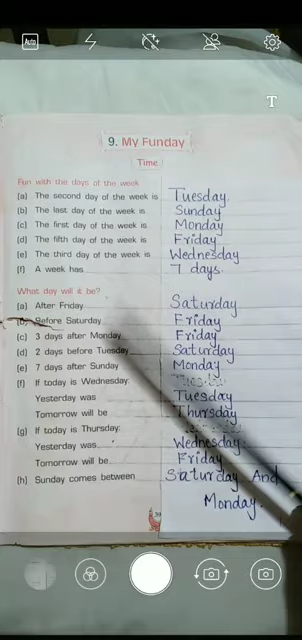 Auto
T
9. My Funday
Time
Fun with the days of the week
(a) The second day of the week is Tuesday.
(b) The last day of the week is Sunday
(c) The first day of the week is Monday
(d) The fifth day of the week is Friday
(e) The third day of the week is Wednesday
(f) A week has 7 days.
What day will it be?
(a) After Friday Saturday
(b) Before Saturday Friday
(c) 3 days after Monday Friday
(d) 2 days before Tuesday Saturday
(e) 7 days after Sunday Monday
(f) If today is Wednesday:
Yesterday was Tuesday
Tomorrow will be Thursday
(g) If today is Thursday:
Yesterday was Wednesday
Tomorrow will be Friday
(h) Sunday comes between Saturday And
Monday.